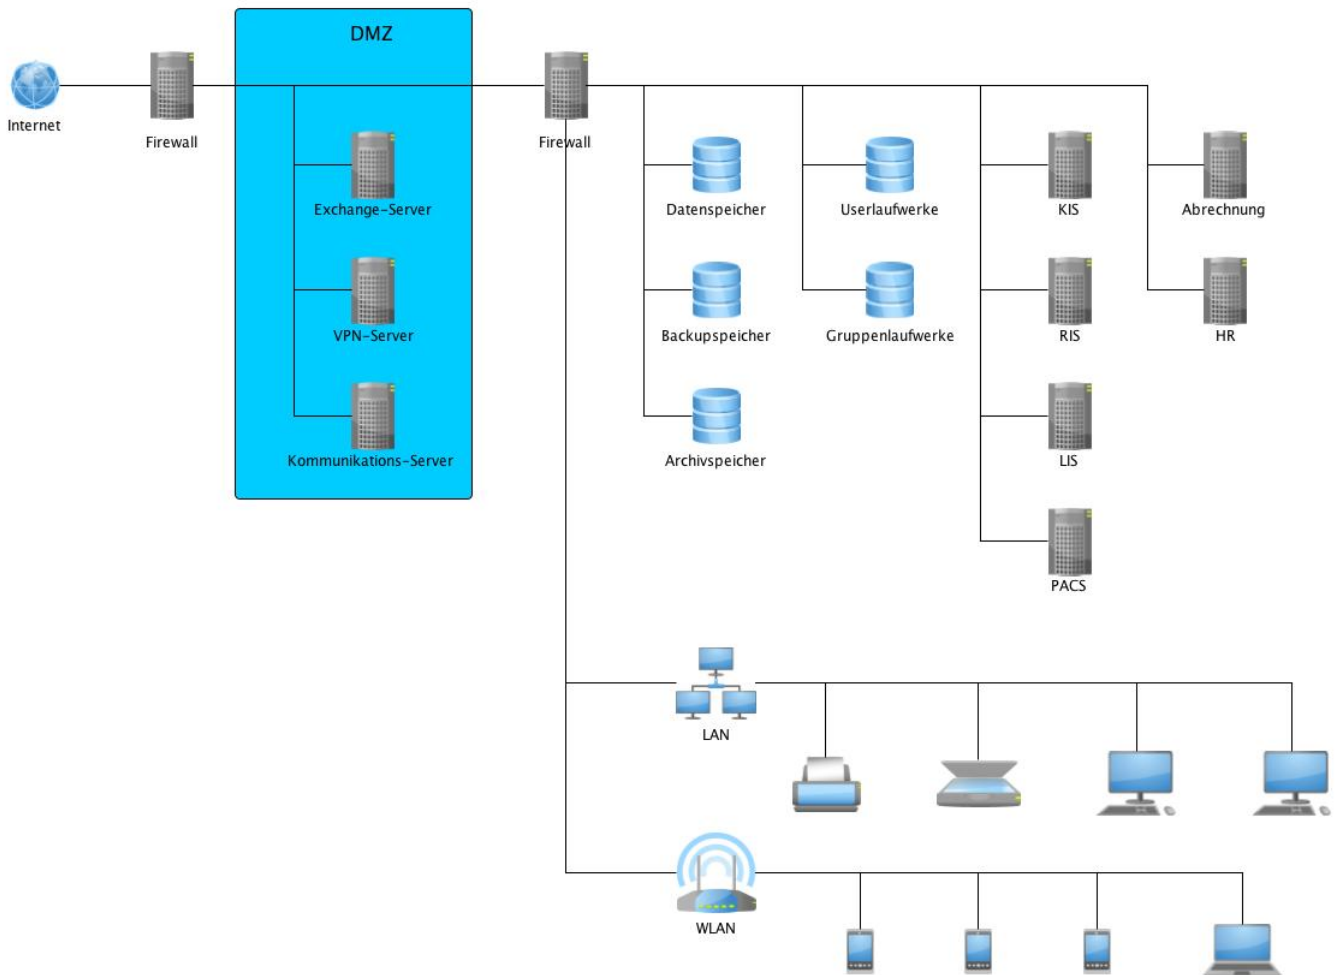 DMZ
Internet
Firewall
Firewall
Exchange-Server
Datenspeicher
Userlaufwerke
KIS
Abrechnung
VPN-Server
Backupspeicher
Gruppenlaufwerke
RIS
HR
Kommunikations-Server
Archivspeicher
LIS
PACS
LAN
WLAN